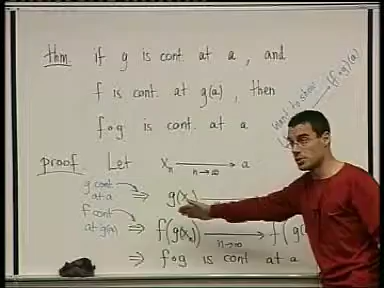 thm. if g is cont. at a, and
f is cont. at g(a), then
f∘g is cont. at a
want to show
(f∘g)(a)
proof. Let xₙ ⟶ a
n→∞
g cont. at a ⇒ g(xₙ)
f cont. at g(a) ⇒ f(g(xₙ)) ⟶ f(g(
n→∞
⇒ f∘g is cont at a